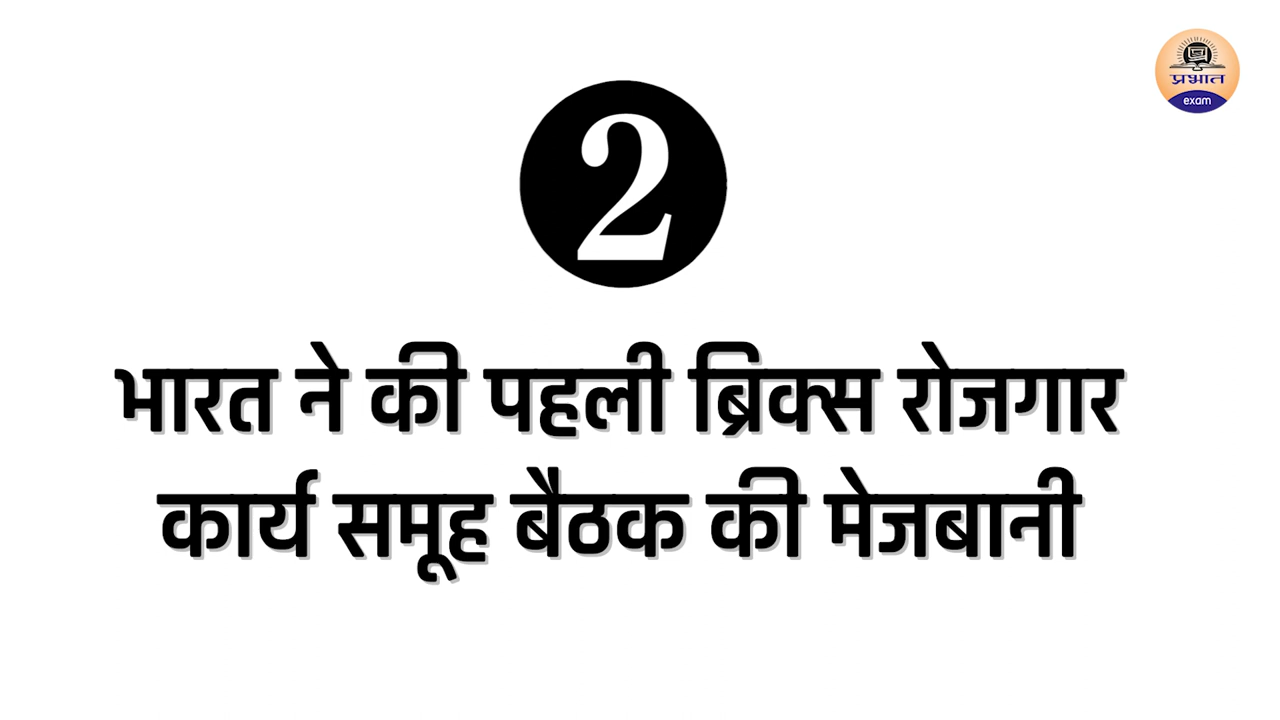 प्रभात
exam
2
भारत ने की पहली ब्रिक्स रोजगार
कार्य समूह बैठक की मेजबानी